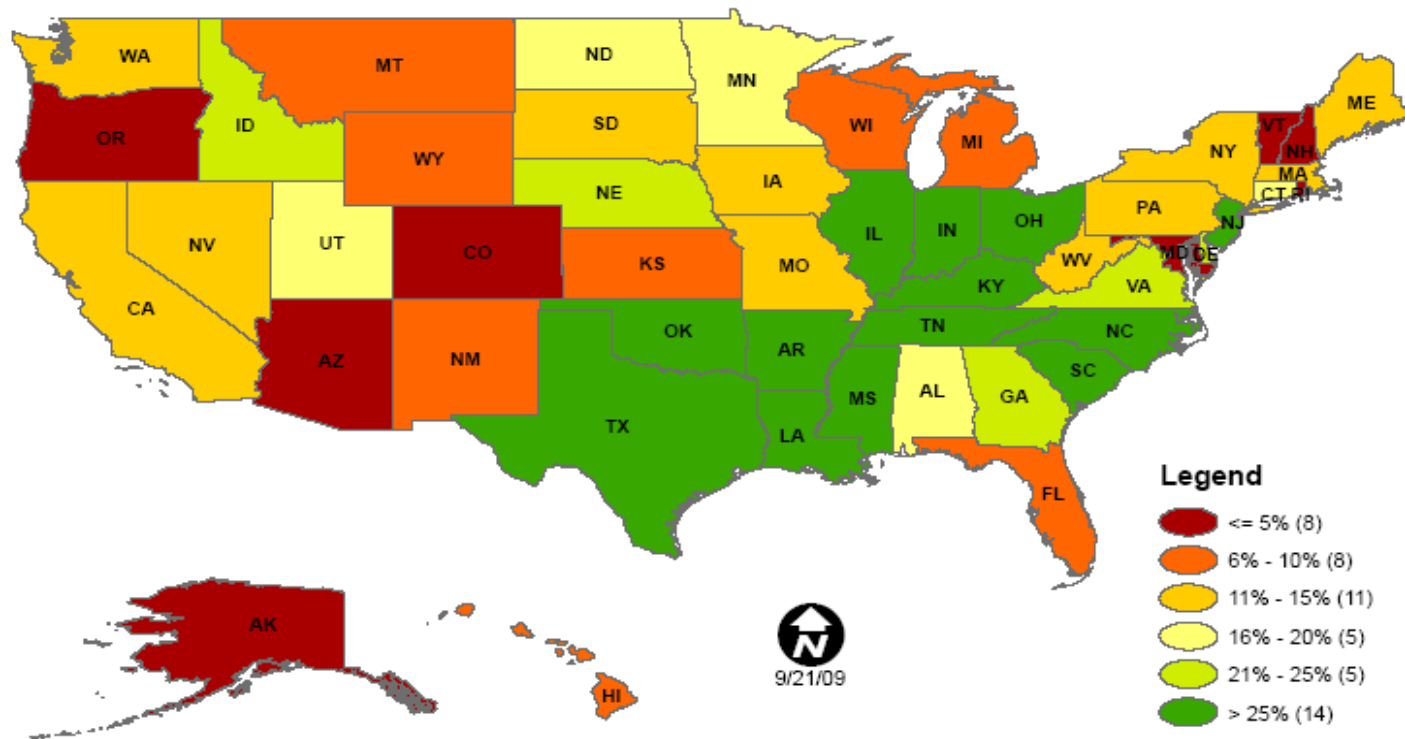 WA
MT
ND
MN
ME
OR
ID
SD
WI
MI
VT
NH
NY
WY
MA
IA
NE
CT
RI
PA
NV
UT
OH
IL
IN
NJ
CO
MD
DE
KS
MO
WV
KY
VA
CA
OK
TN
NC
AZ
NM
AR
SC
AL
GA
MS
TX
LA
FL
Legend
<= 5% (8)
6% - 10% (8)
11% - 15% (11)
16% - 20% (5)
21% - 25% (5)
> 25% (14)
AK
HI
N
9/21/09